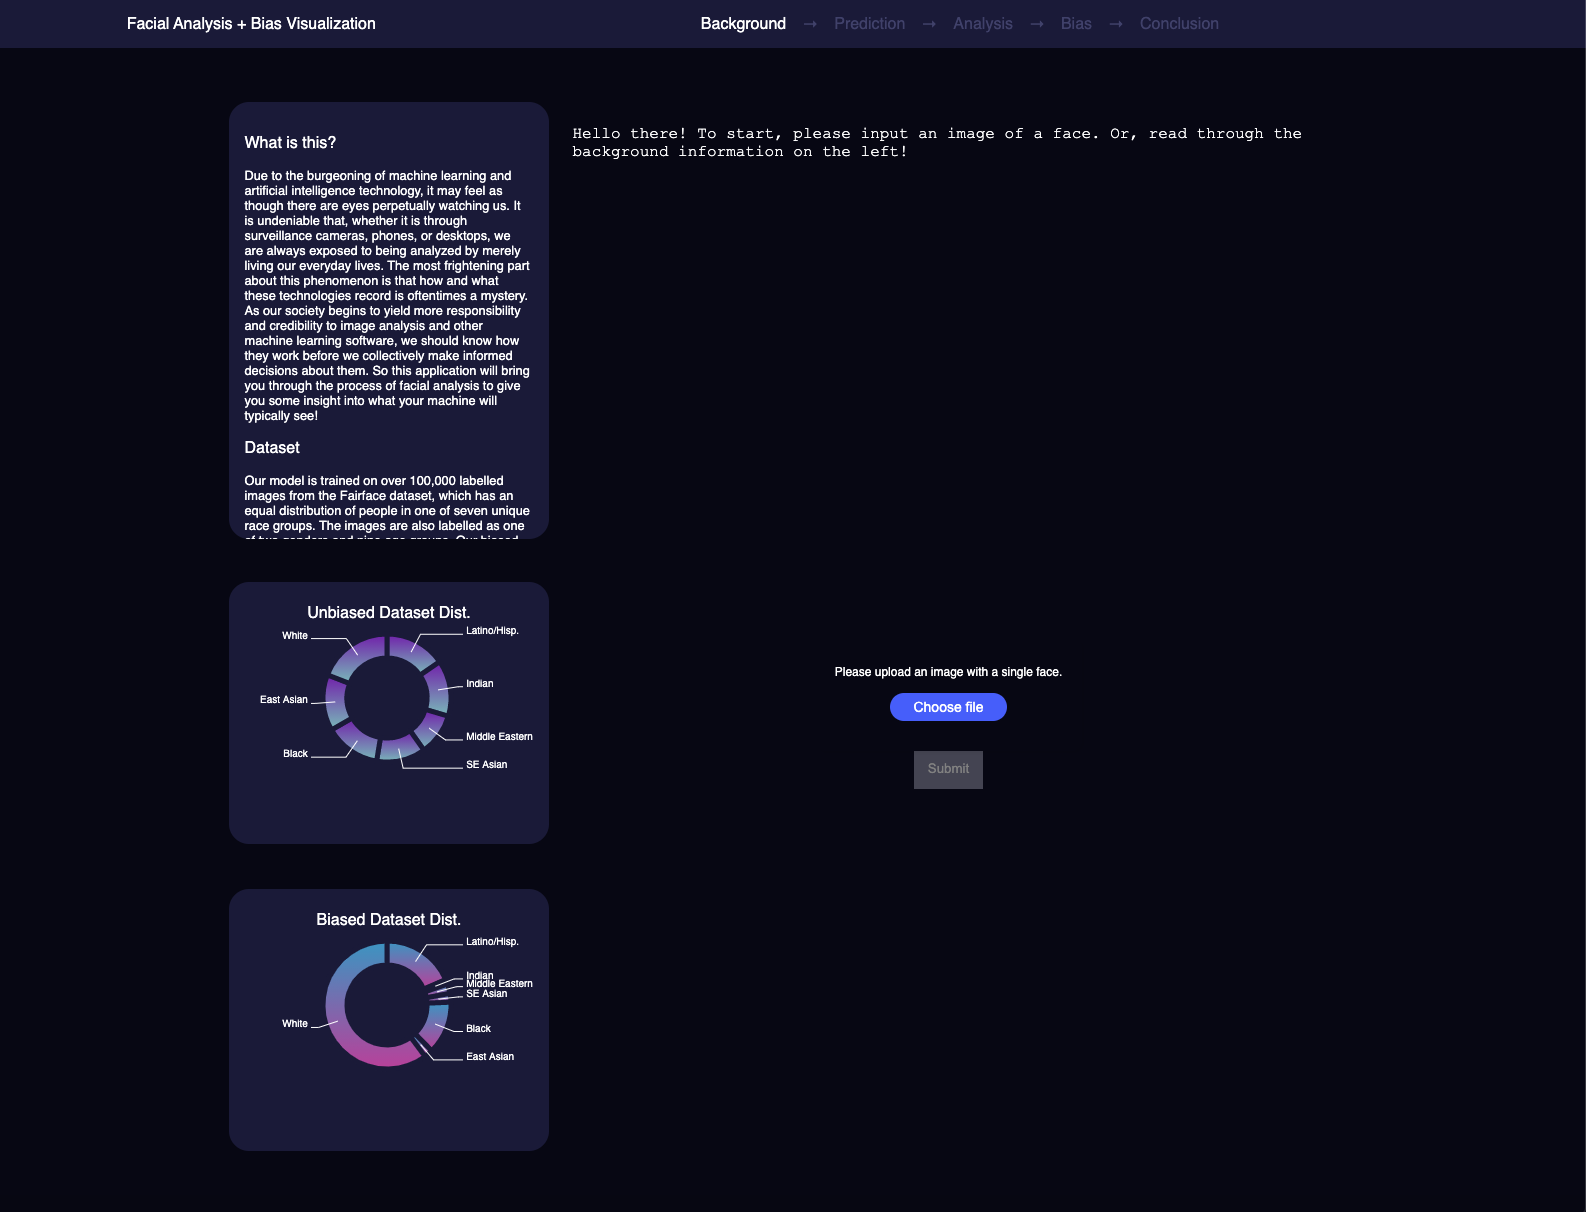 Facial Analysis + Bias Visualization
Background → Prediction → Analysis → Bias → Conclusion
What is this?
Due to the burgeoning of machine learning and
artificial intelligence technology, it may feel as
though there are eyes perpetually watching us. It
is undeniable that, whether it is through
surveillance cameras, phones, or desktops, we
are always exposed to being analyzed by merely
living our everyday lives. The most frightening part
about this phenomenon is that how and what
these technologies record is oftentimes a mystery.
As our society begins to yield more responsibility
and credibility to image analysis and other
machine learning software, we should know how
they work before we collectively make informed
decisions about them. So this application will bring
you through the process of facial analysis to give
you some insight into what your machine will
typically see!
Dataset
Our model is trained on over 100,000 labelled
images from the Fairface dataset, which has an
equal distribution of people in one of seven unique
race groups. The images are also labelled as one
of two genders and nine age groups. Our biased
Hello there! To start, please input an image of a face. Or, read through the
background information on the left!
Unbiased Dataset Dist.
White
Latino/Hisp.
Indian
East Asian
Middle Eastern
Black
SE Asian
Please upload an image with a single face.
Choose file
Submit
Biased Dataset Dist.
Latino/Hisp.
Indian
Middle Eastern
SE Asian
White
Black
East Asian